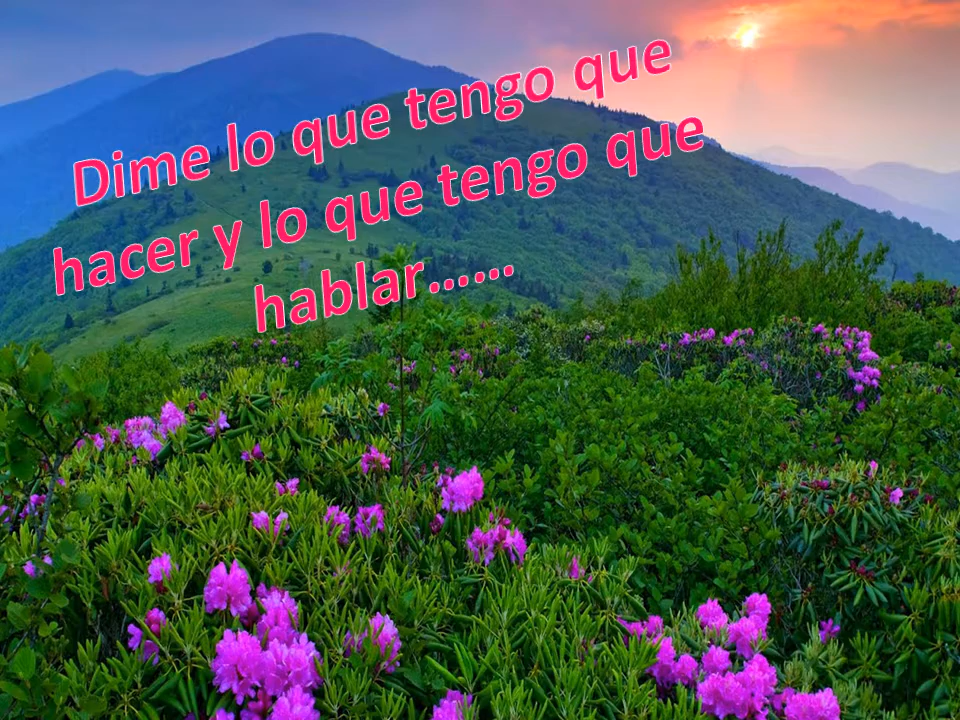 Dime lo que tengo que
hacer y lo que tengo que
hablar……